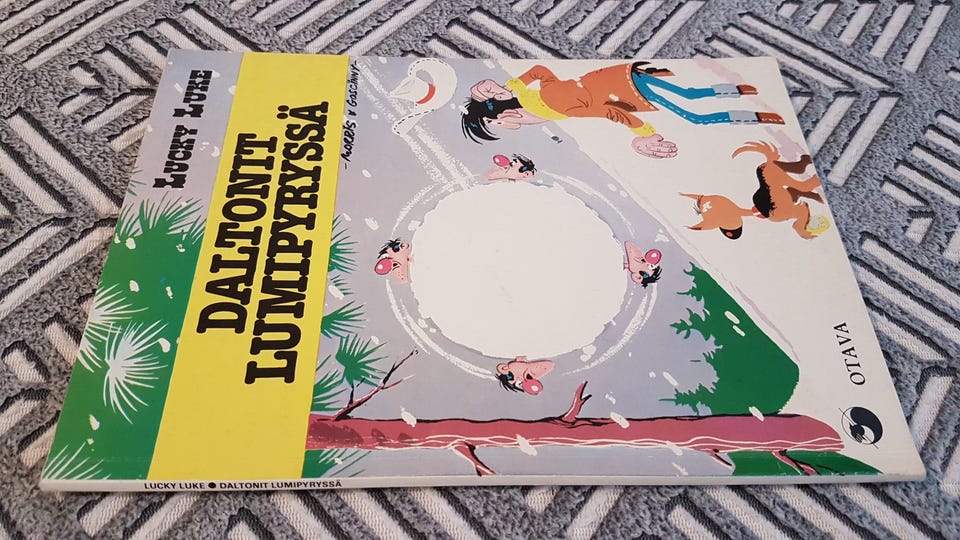 LUCKY LUKE
DALTONIT
LUMIPYRYSSÄ
MORRIS & GOSCINNY
OTAVA
LUCKY LUKE ● DALTONIT LUMIPYRYSSÄ